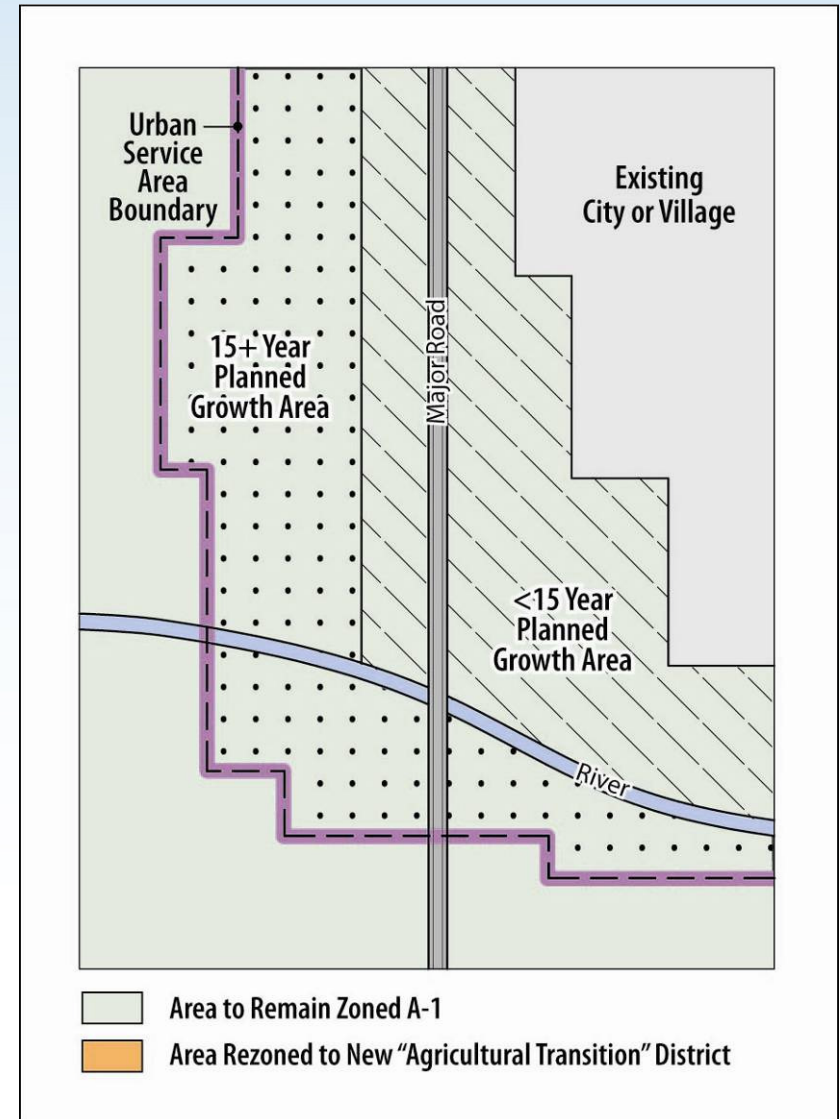 Urban
Service
Area
Boundary
Existing
City or Village
15+ Year
Planned
Growth Area
Major Road
<15 Year
Planned
Growth Area
River
Area to Remain Zoned A-1
Area Rezoned to New “Agricultural Transition” District